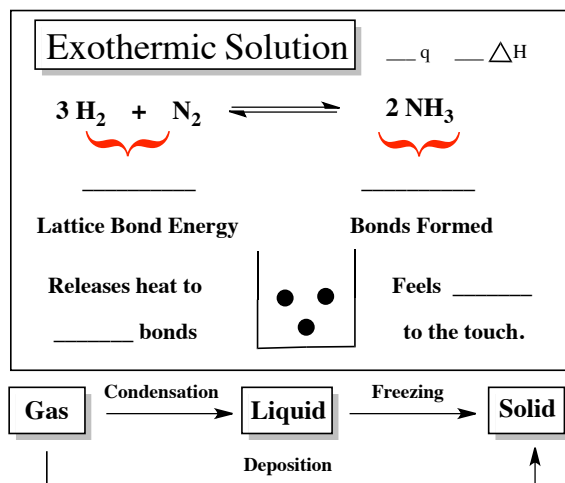 Exothermic Solution ___ q ___ △H
3 H₂ + N₂ ⇌ 2 NH₃
__________ __________
Lattice Bond Energy Bonds Formed
Releases heat to Feels _______
_______ bonds to the touch.
Gas Condensation Liquid Freezing Solid
Deposition